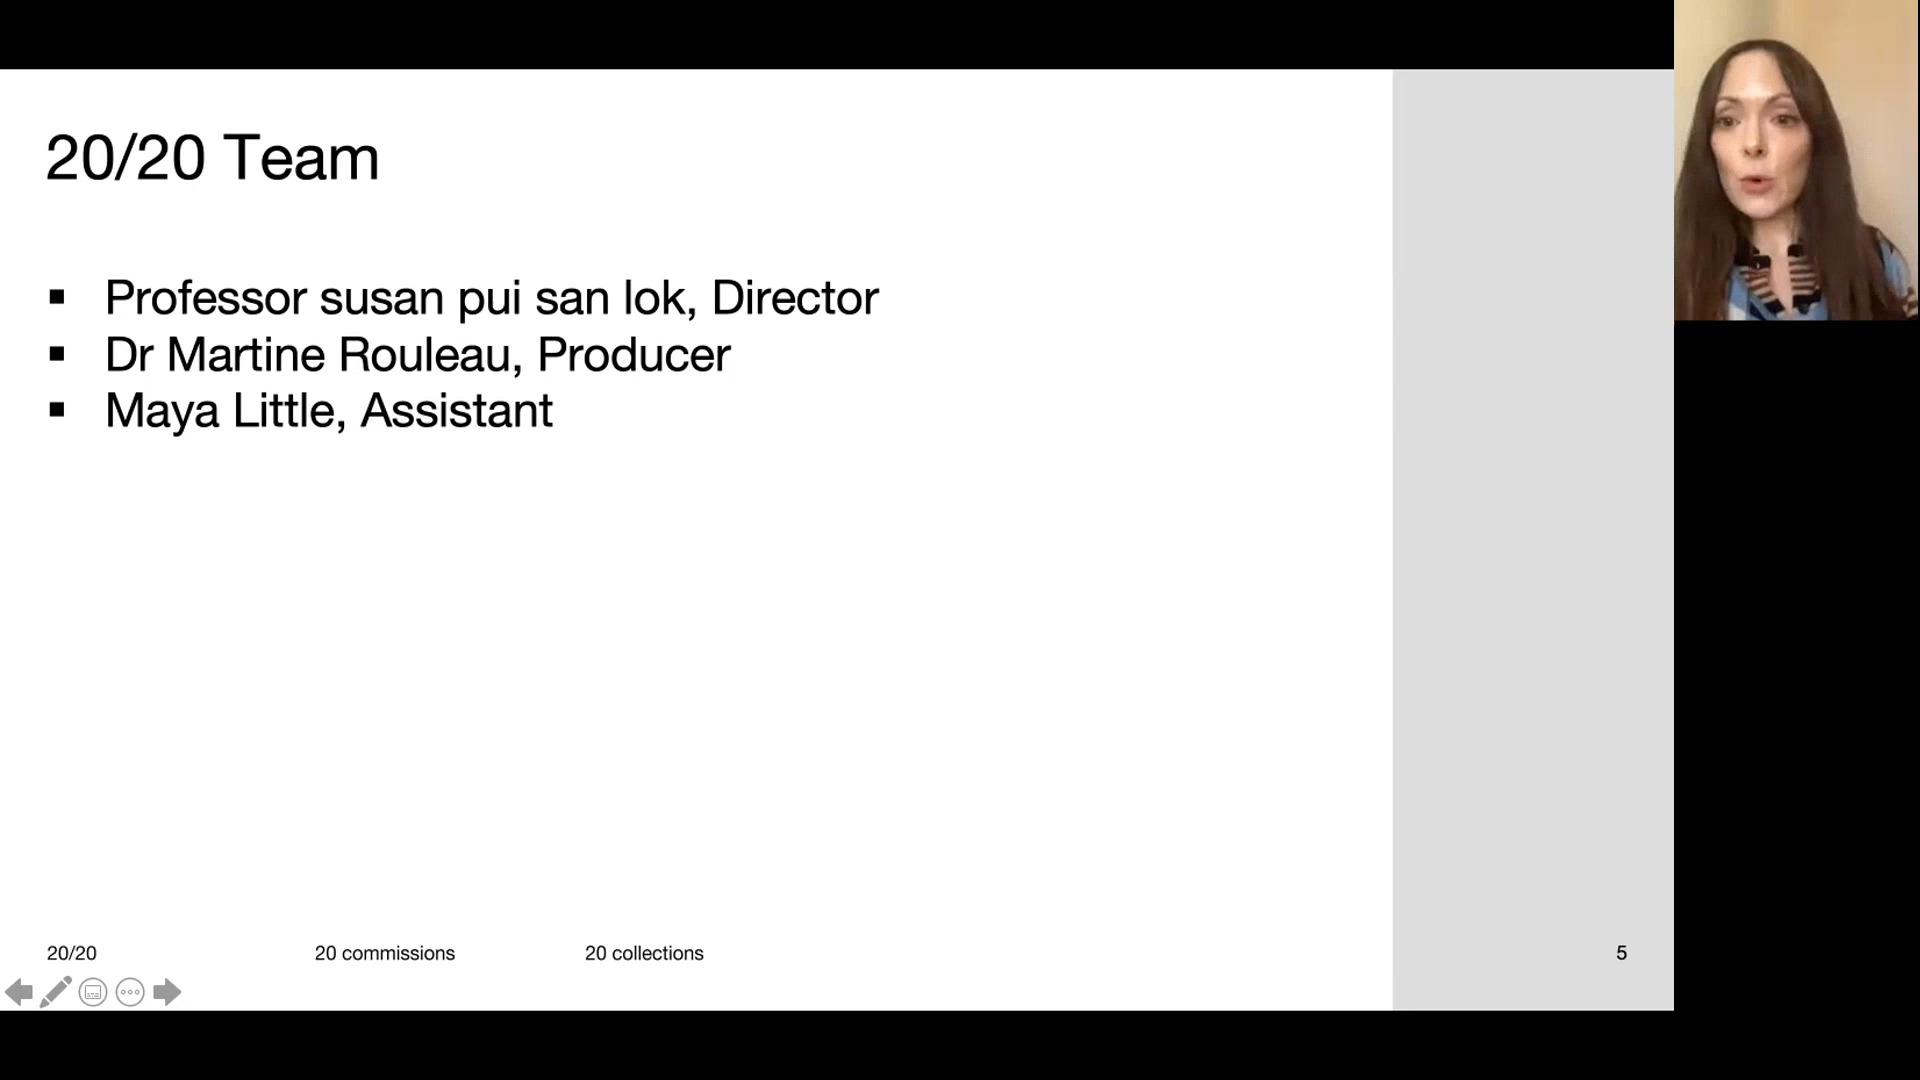 20/20 Team
▪ Professor susan pui san lok, Director
▪ Dr Martine Rouleau, Producer
▪ Maya Little, Assistant
20/20 20 commissions 20 collections 5